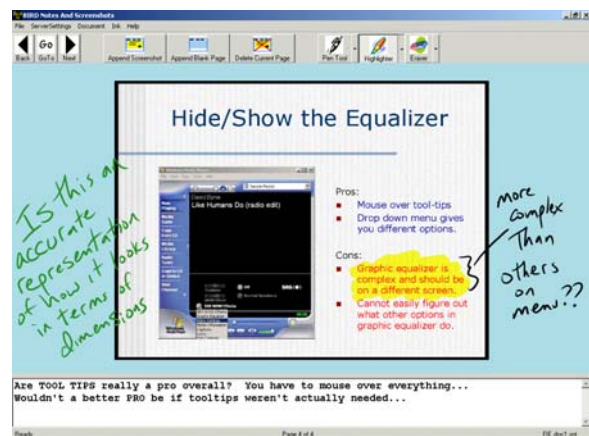 BIRD Notes And Screenshots
File ServerSettings Document Ink Help
Go
Back GoTo Next Append Screenshot Append Blank Page Delete Current Page Pen Tool Highlighter Eraser
Hide/Show the Equalizer
Is this an
accurate
representation
of how it looks
in terms of
dimensions
David Byrne
Like Humans Do (radio edit)
Pros:
Mouse over tool-tips
Drop down menu gives
you different options.
Cons:
Graphic equalizer is
complex and should be
on a different screen.
Cannot easily figure out
what other options in
graphic equalizer do.
more
complex
Than
others
on
menu??
Are TOOL TIPS really a pro overall? You have to mouse over everything...
Wouldn't a better PRO be if tooltips weren't actually needed...
Ready Page 4 of 4